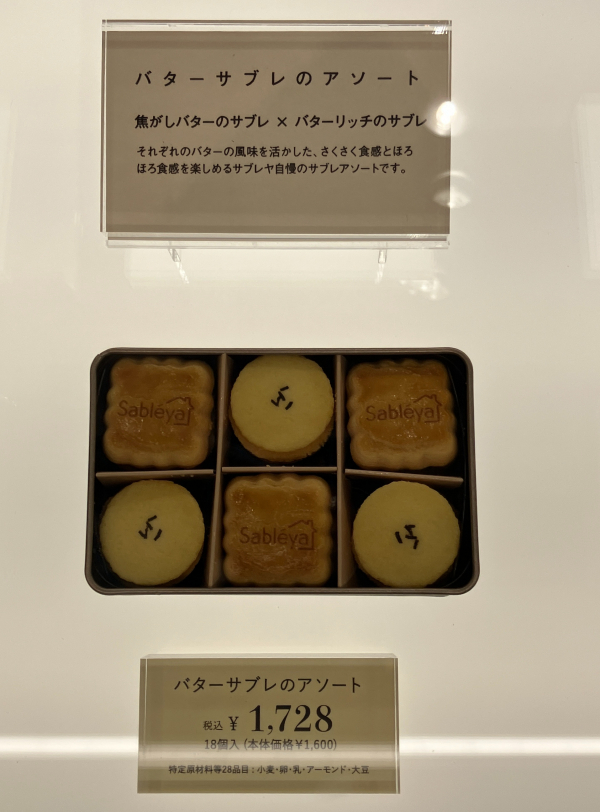 バターサブレのアソート
焦がしバターのサブレ × バターリッチのサブレ
それぞれのバターの風味を活かした、さくさく食感とほろ
ほろ食感を楽しめるサブレヤ自慢のサブレアソートです。
Sabléya
Sabléya
Sabléya
バターサブレのアソート
税込 ¥ 1,728
18個入 (本体価格¥1,600)
特定原材料等28品目：小麦・卵・乳・アーモンド・大豆